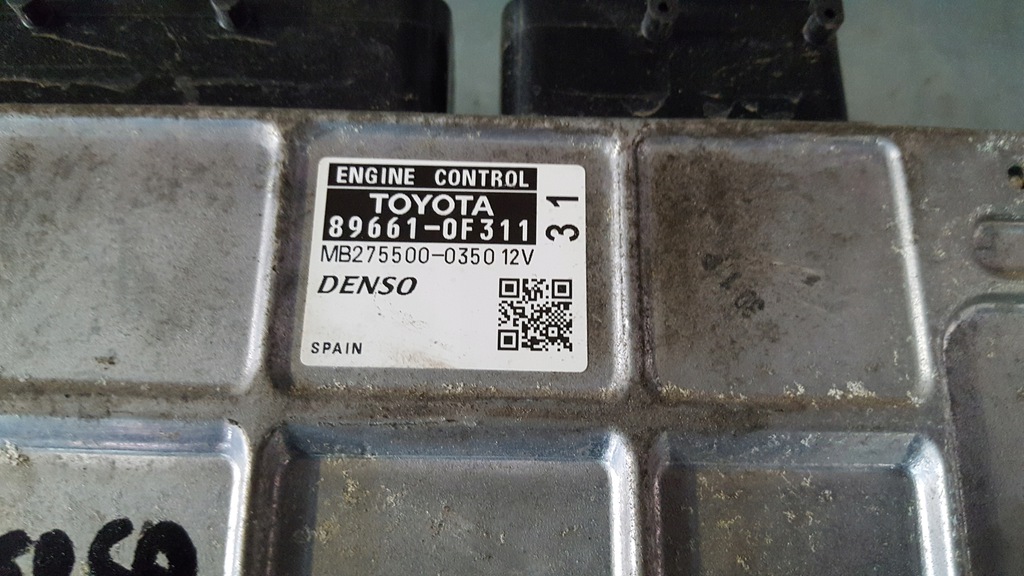 ENGINE CONTROL
TOYOTA
89661-0F311
31
MB275500-0350 12V
DENSO
SPAIN